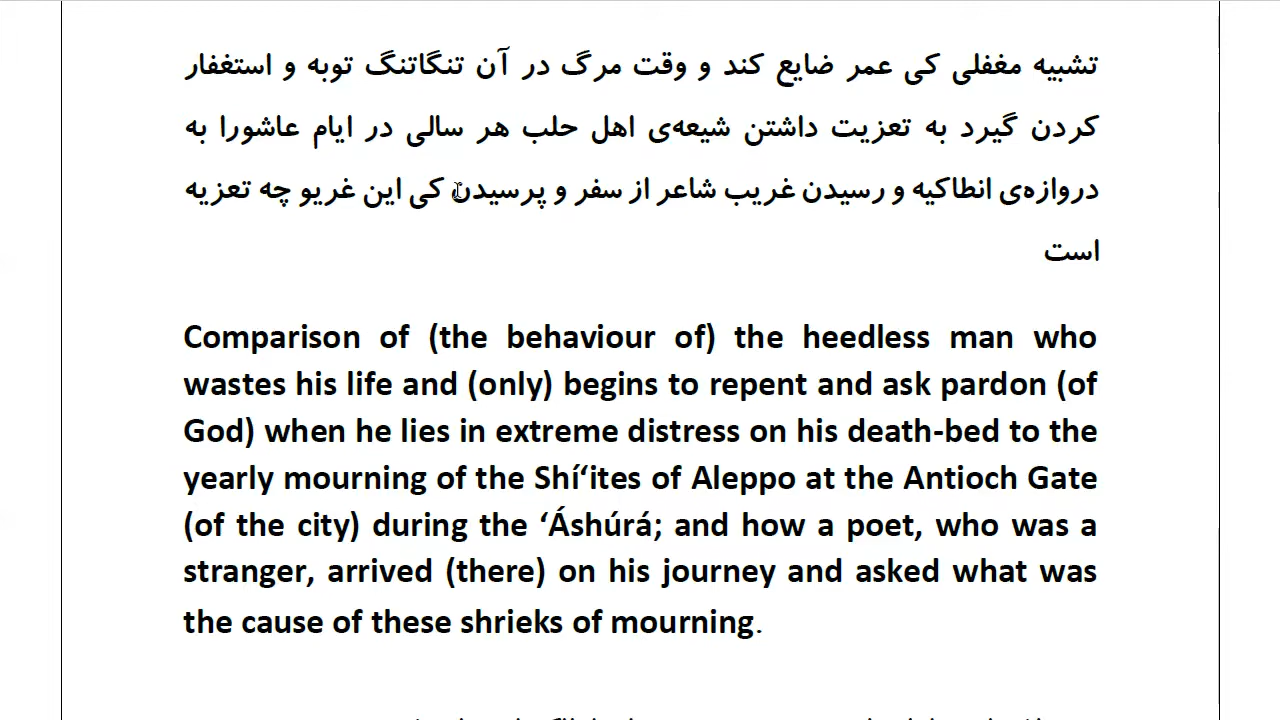 تشبیه مغفلی کی عمر ضایع کند و وقت مرگ در آن تنگاتنگ توبه و استغفار
کردن گیرد به تعزیت داشتن شیعه‌ی اهل حلب هر سالی در ایام عاشورا به
دروازه‌ی انطاکیه و رسیدن غریب شاعر از سفر و پرسیدن کی این غریو چه تعزیه
است
Comparison of (the behaviour of) the heedless man who
wastes his life and (only) begins to repent and ask pardon (of
God) when he lies in extreme distress on his death-bed to the
yearly mourning of the Shí‘ites of Aleppo at the Antioch Gate
(of the city) during the ‘Áshúrá; and how a poet, who was a
stranger, arrived (there) on his journey and asked what was
the cause of these shrieks of mourning.